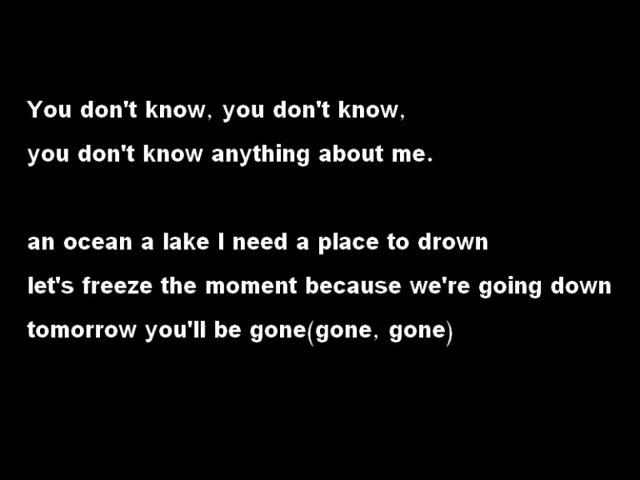 You don't know, you don't know,
you don't know anything about me.
an ocean a lake I need a place to drown
let's freeze the moment because we're going down
tomorrow you'll be gone(gone, gone)